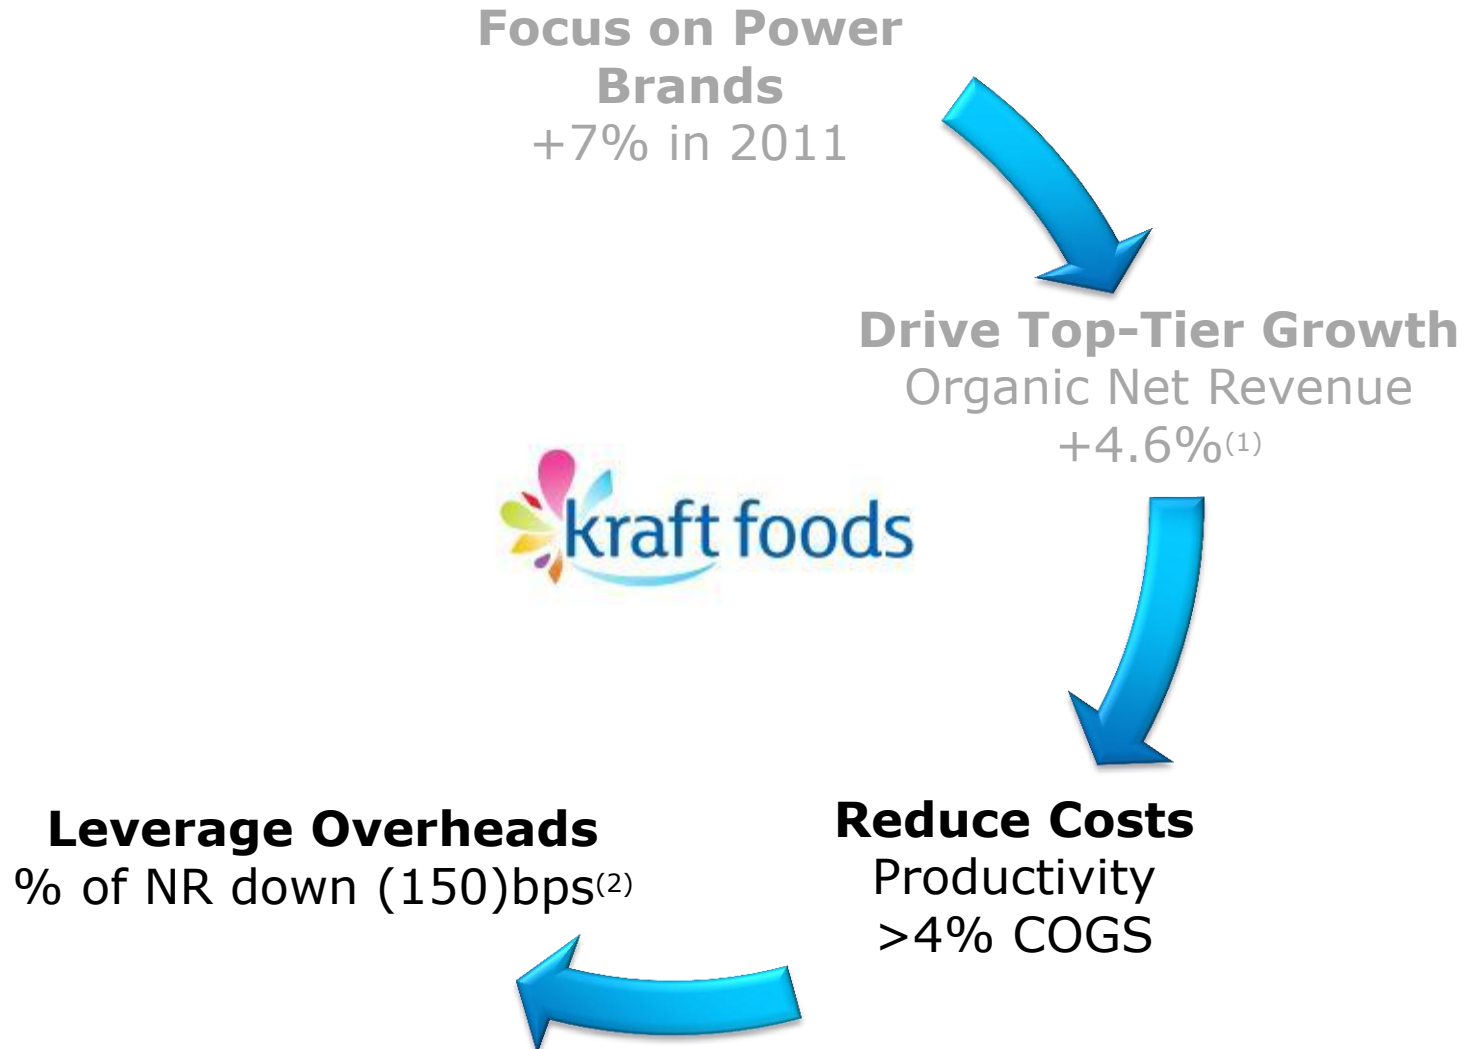 Focus on Power
Brands
+7% in 2011
Drive Top-Tier Growth
Organic Net Revenue
+4.6%(1)
kraft foods
Leverage Overheads
% of NR down (150)bps(2)
Reduce Costs
Productivity
>4% COGS